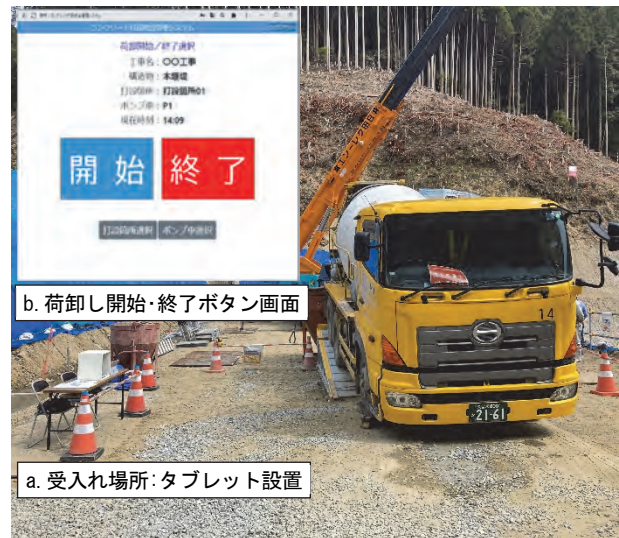 コンクリート打設管理システム
荷卸開始／終了選択
工事名：〇〇工事
構造物：本堰堤
打設箇所：打設箇所01
ポンプ車：P1
現在時刻：14:09
開 始
終 了
打設箇所選択
ポンプ車選択
b. 荷卸し開始･終了ボタン画面
14
21-61
a. 受入れ場所：タブレット設置